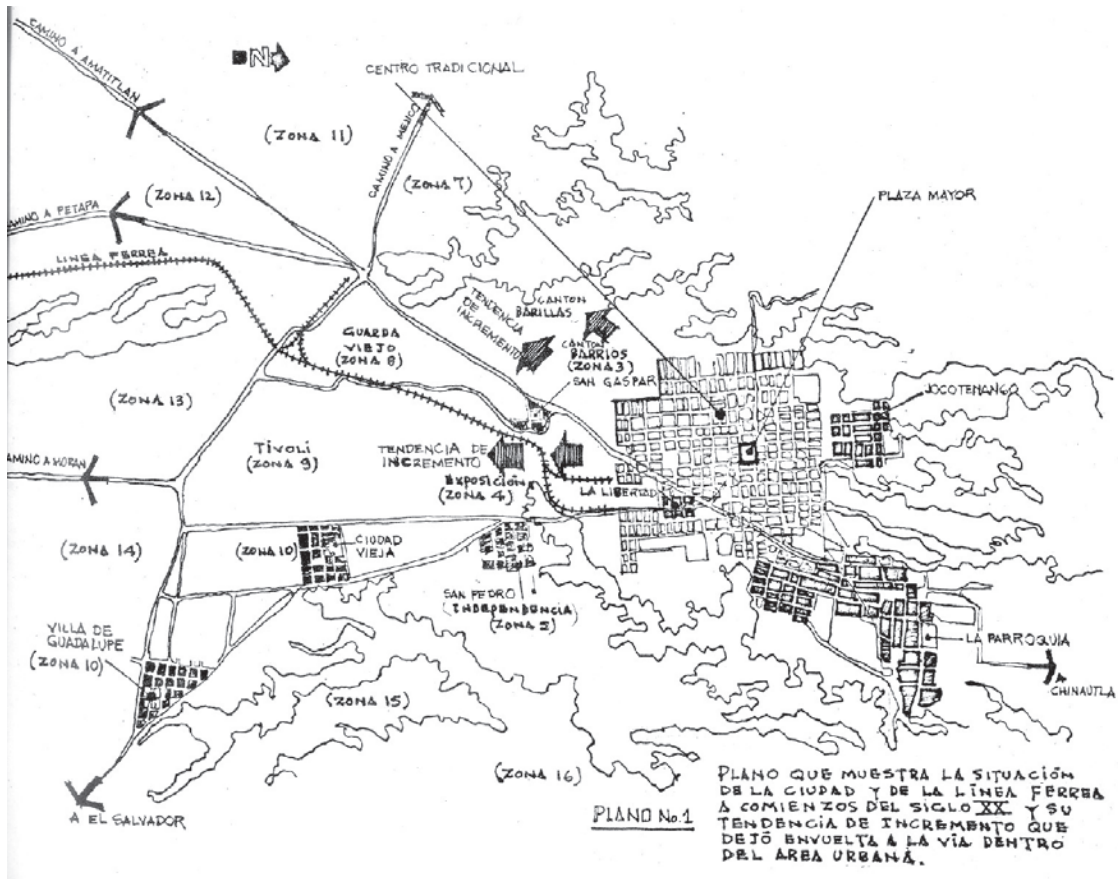 CAMINO A AMATITLAN
N
CENTRO TRADICIONAL
(ZONA 11)
CAMINO A MEXICO
(ZONA 7)
(ZONA 12)
PLAZA MAYOR
CAMINO A PETAPA
LINEA FERREA
TENDENCIA
DE
INCREMENTO
CANTON
BARILLAS
GUARDA
VIEJO
(ZONA 8)
CANTON
BARRIOS
(ZONA 3)
SAN GASPAR
JOCOTENANGO
(ZONA 13)
Tívoli
(ZONA 9)
TENDENCIA DE
INCREMENTO
CAMINO A MORAN
EXPOSICIÓN
(ZONA 4)
LA LIBERTAD
(ZONA 14)
(ZONA 10)
CIUDAD
VIEJA
SAN PEDRO
(INDEPENDENCIA)
(ZONA 2)
VILLA DE
GUADALUPE
(ZONA 10)
LA PARROQUIA
A
CHINAUTLA
(ZONA 15)
(ZONA 16)
A EL SALVADOR
PLANO No.1
PLANO QUE MUESTRA LA SITUACIÓN
DE LA CIUDAD Y DE LA LÍNEA FERREA
A COMIENZOS DEL SIGLO XX Y SU
TENDENCIA DE INCREMENTO QUE
DEJÓ ENVUELTA A LA VÍA DENTRO
DEL AREA URBANA.